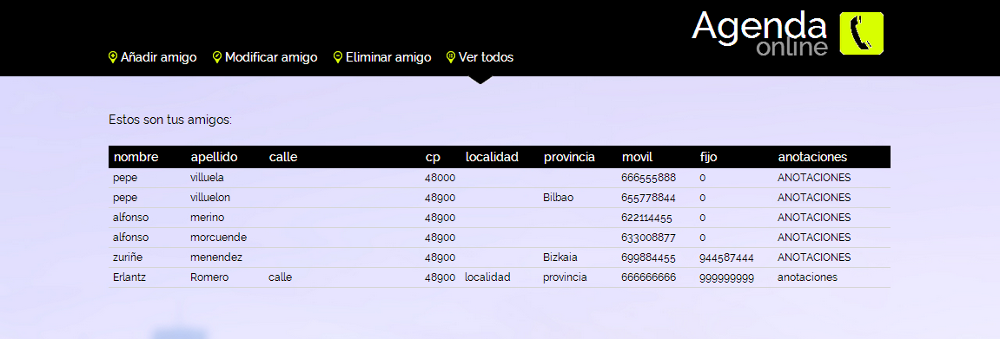 Agenda
online
Añadir amigo Modificar amigo Eliminar amigo Ver todos
Estos son tus amigos:
nombre apellido calle cp localidad provincia movil fijo anotaciones
pepe villuela 48000 666555888 0 ANOTACIONES
pepe villuelon 48900 Bilbao 655778844 0 ANOTACIONES
alfonso merino 48900 622114455 0 ANOTACIONES
alfonso morcuende 48900 633008877 0 ANOTACIONES
zuriñe menendez 48900 Bizkaia 699884455 944587444 ANOTACIONES
Erlantz Romero calle 48900 localidad provincia 666666666 999999999 anotaciones